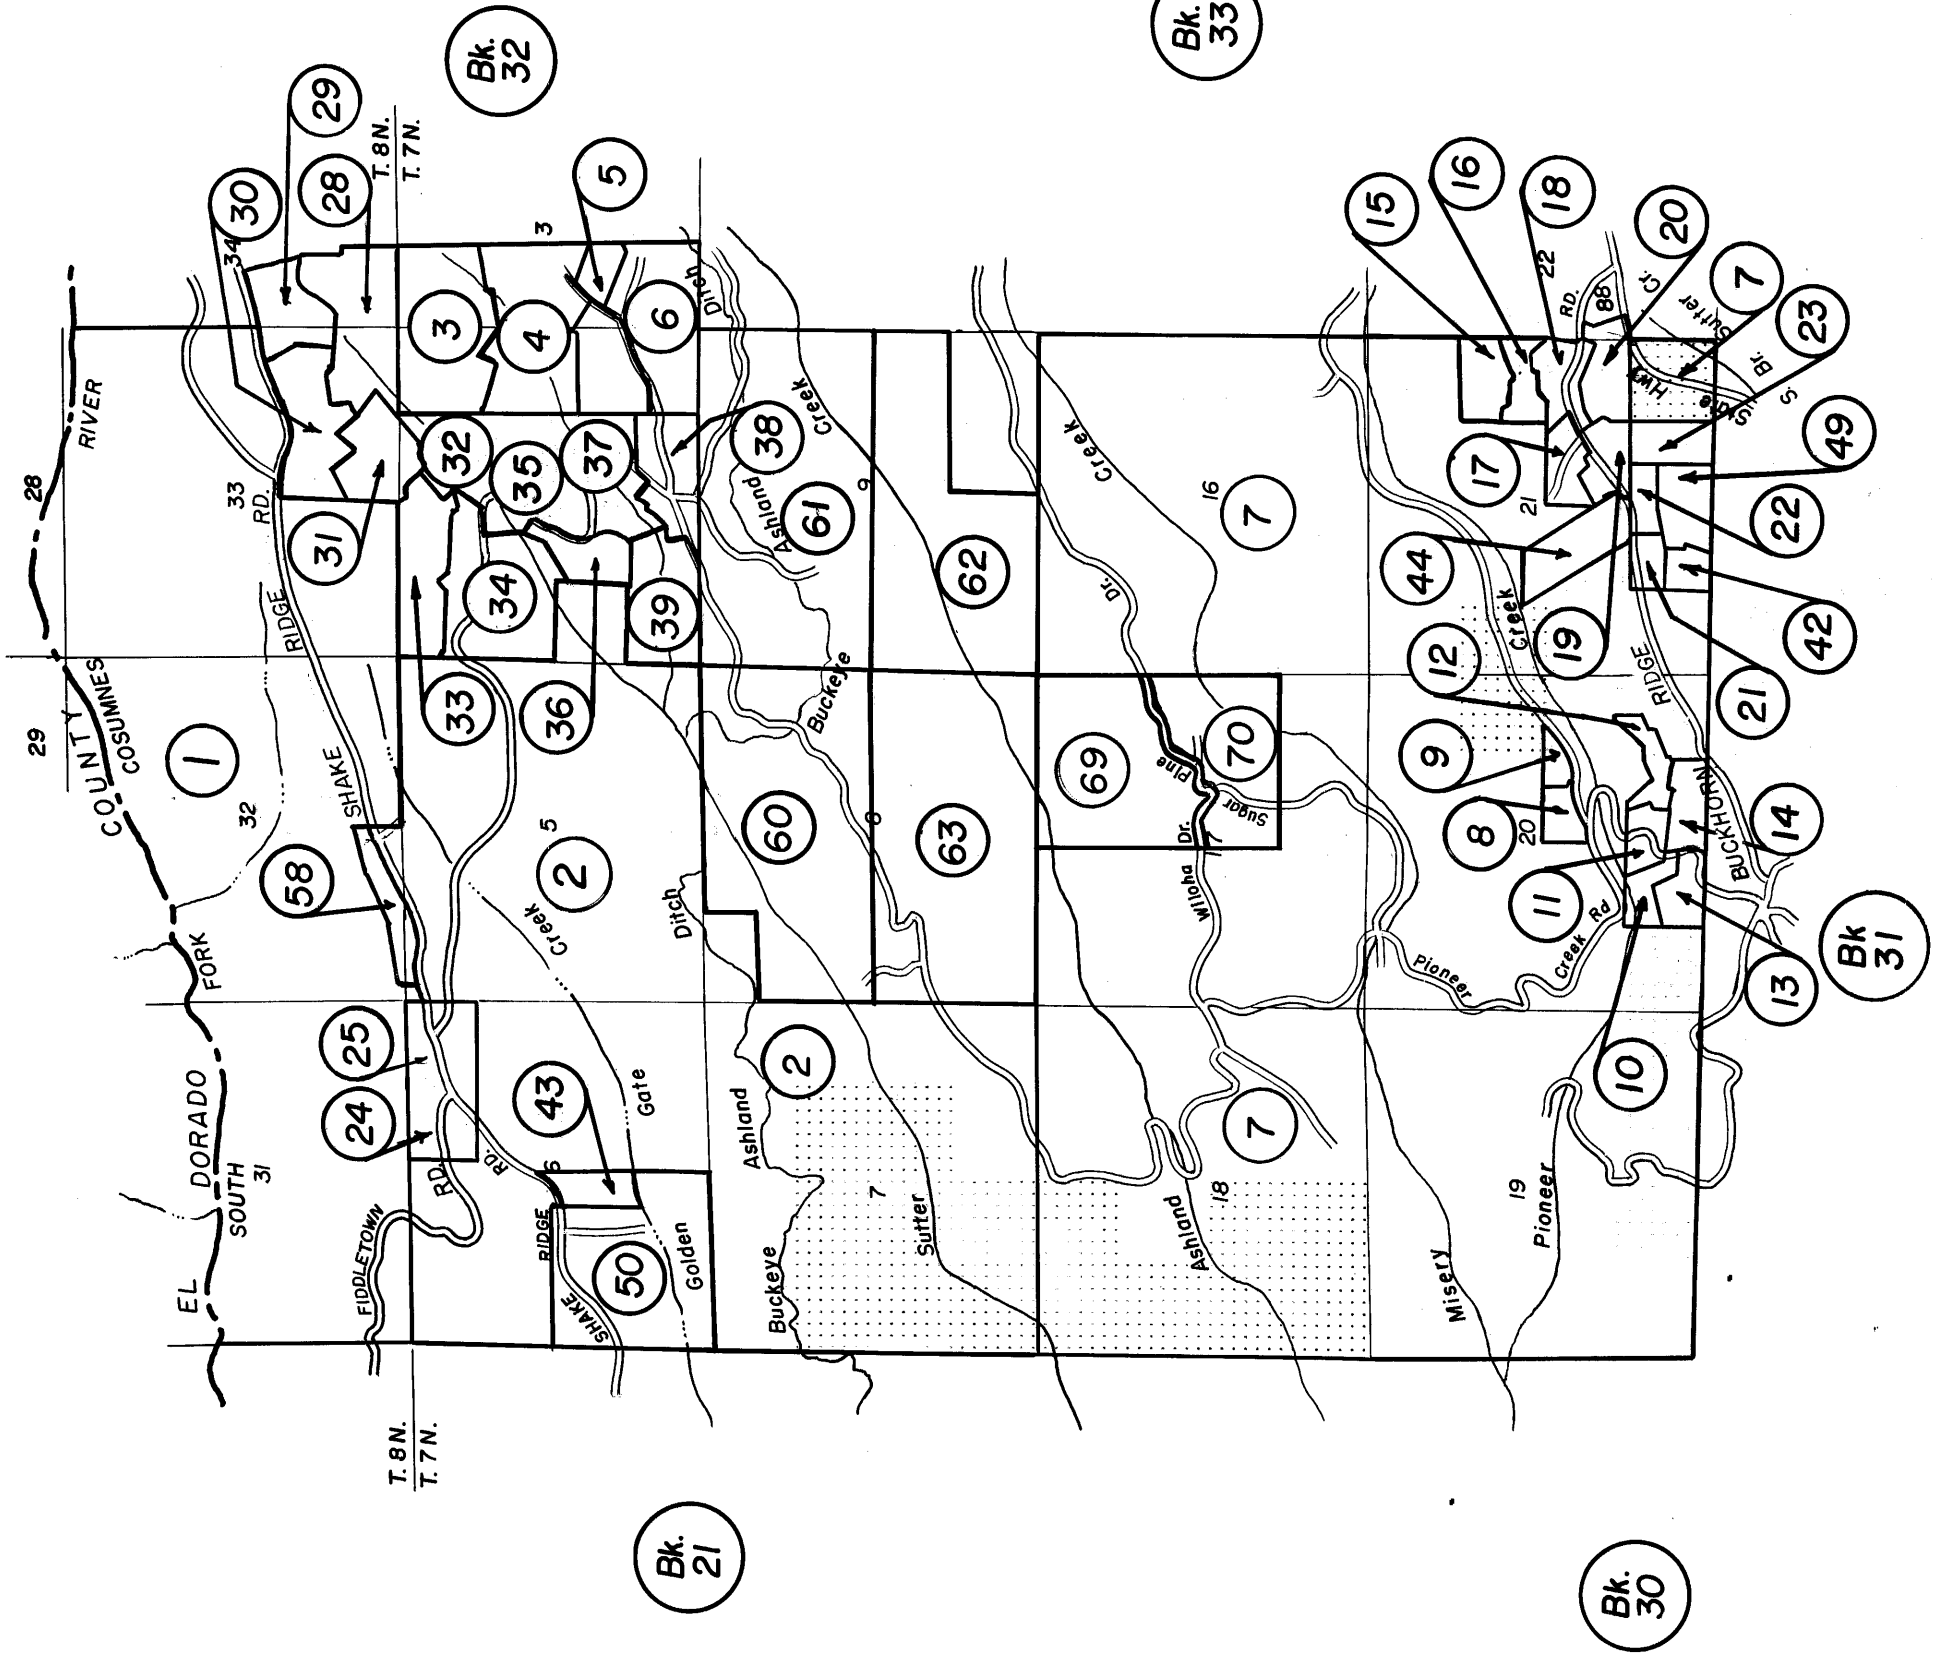 Bk.
32
Bk.
33
29
30
28
T. 8 N.
T. 7 N.
5
34
3
28
RIVER
33
RD.
RIDGE
31
3
4
6
Ditch
32
35
37
38
Creek
Ashland
61
9
33
34
36
39
Buckeye
29
COUNTY
COSUMNES
1
32
SHAKE
58
5
2
Creek
Ditch
60
8
63
62
FORK
25
24
43
Gate
2
Ashland
EL DORADO
SOUTH
31
FIDDLETOWN
RD.
RD.
6
RIDGE
SHAKE
50
Golden
Buckeye
7
Sutter
T. 8 N.
T. 7 N.
Bk.
21
Creek
Dr.
16
7
69
70
Pine
Sugar
Dr.
17
Wiloha
Pioneer
Creek Rd
7
18
Ashland
Misery
19
Pioneer
15
16
18
22
RD.
88
20
Cr.
Sutter
7
23
Br.
S.
Hwy
State
17
21
49
22
44
19
42
21
Creek
12
RIDGE
9
8
20
14
BUCKHORN
11
13
10
Bk
31
Bk.
30